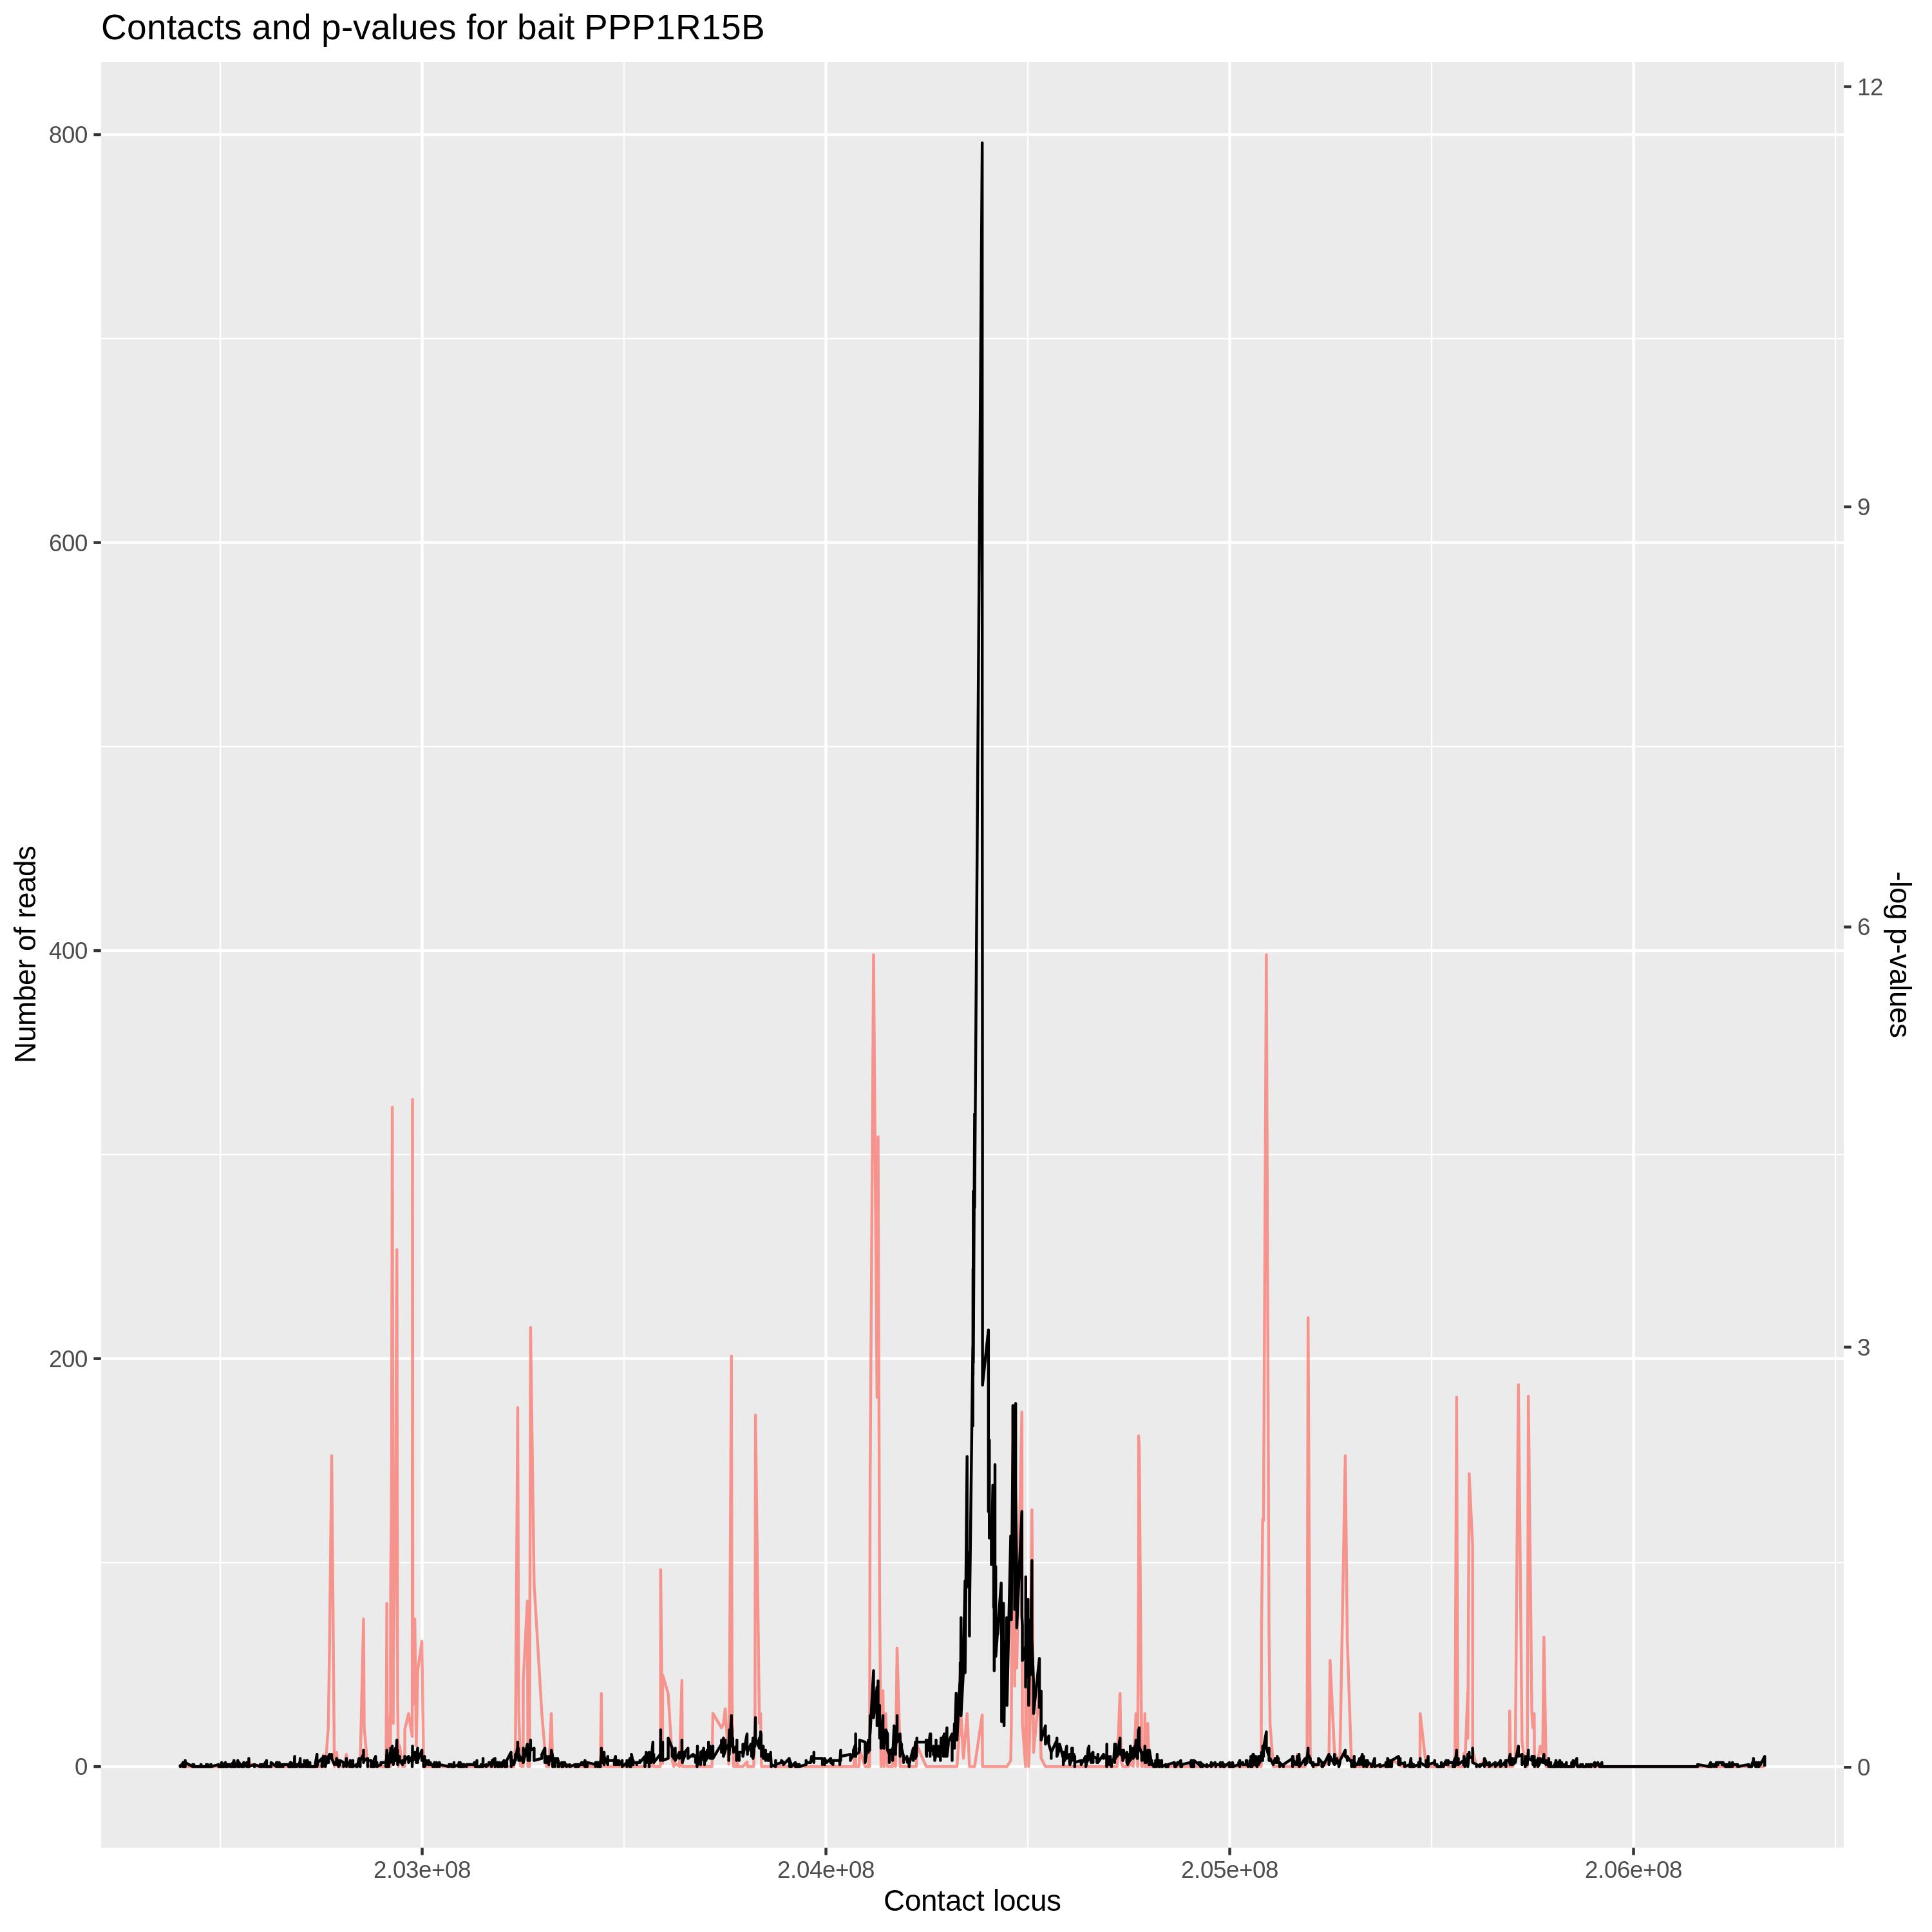 Contacts and p-values for bait PPP1R15B
Number of reads
800
600
400
200
0
12
9
6
3
0
-log p-values
2.03e+08 2.04e+08 2.05e+08 2.06e+08
Contact locus